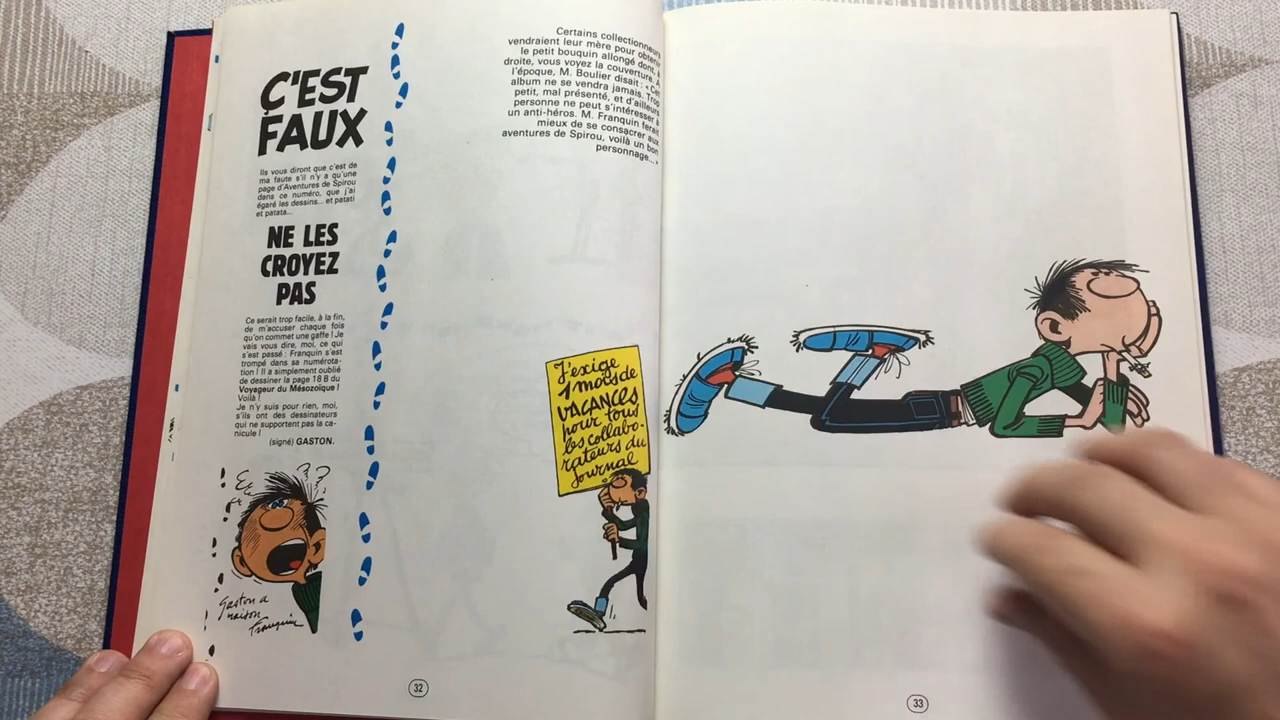 C'EST
FAUX
Ils vous diront que c'est de
ma faute s'il n'y a qu'une
page d'Aventures de Spirou
dans ce numéro, que j'ai
égaré les dessins... et patati
et patata...
NE LES
CROYEZ
PAS
Ce serait trop facile, à la fin,
de m'accuser chaque fois
qu'on commet une gaffe ! Je
vais vous dire, moi, ce qui
s'est passé : Franquin s'est
trompé dans sa numérota-
tion ! Il a simplement oublié
de dessiner la page 18 B du
Voyageur du Mésozoïque !
Voilà !
Je n'y suis pour rien, moi,
s'ils ont des dessinateurs
qui ne supportent pas la ca-
nicule !
(signé) GASTON.
Gaston a
raison
Franquin
32
Certains collectionneurs
vendraient leur mère pour obtenir
le petit bouquin allongé dont, à
droite, vous voyez la couverture. A
l'époque, M. Boulier disait : « Cet
album ne se vendra jamais. Trop
petit, mal présenté, et d'ailleurs
personne ne peut s'intéresser à
un anti-héros. M. Franquin ferait
mieux de se consacrer aux
aventures de Spirou, voilà un bon
personnage... »
J'exige
1 mois de
VACANCES
pour tous
les collabo-
rateurs du
journal
33